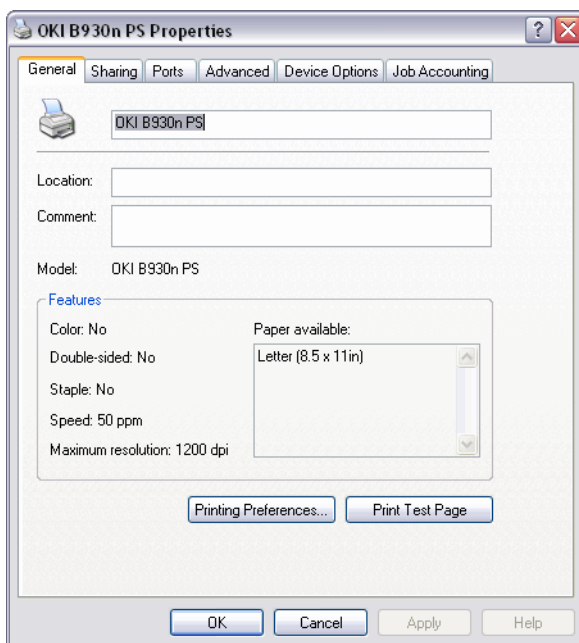 OKI B930n PS Properties
General Sharing Ports Advanced Device Options Job Accounting
OKI B930n PS
Location:
Comment:
Model: OKI B930n PS
Features
Color: No
Paper available:
Double-sided: No
Letter (8.5 x 11in)
Staple: No
Speed: 50 ppm
Maximum resolution: 1200 dpi
Printing Preferences... Print Test Page
OK Cancel Apply Help